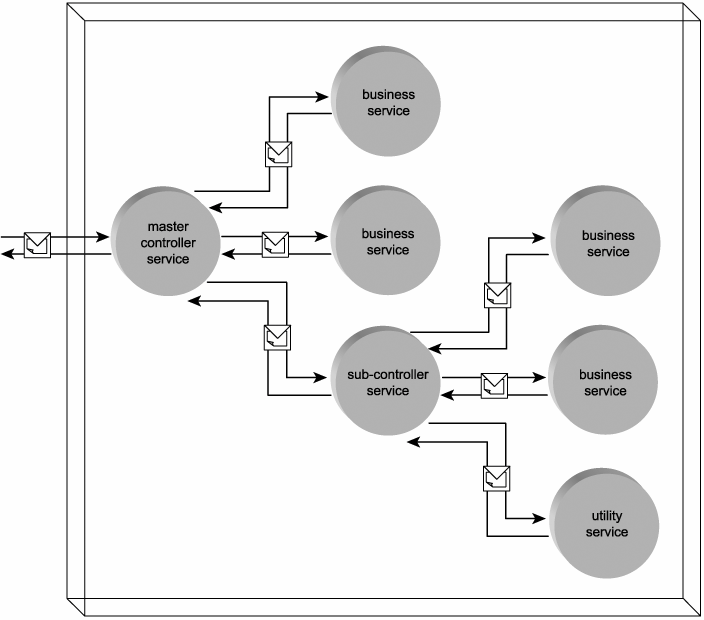 business
service
master
controller
service
business
service
business
service
sub-controller
service
business
service
utility
service